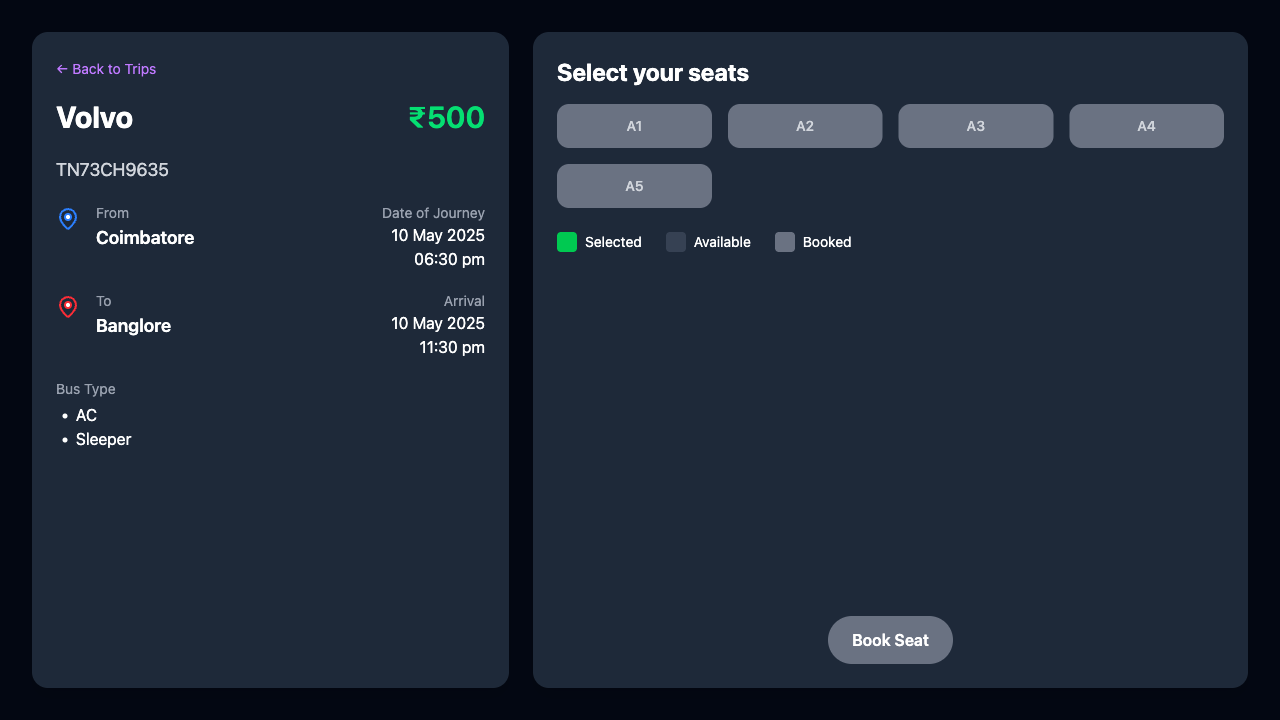 ← Back to Trips
Volvo ₹500
TN73CH9635
From Date of Journey
Coimbatore 10 May 2025
06:30 pm
To Arrival
Banglore 10 May 2025
11:30 pm
Bus Type
• AC
• Sleeper
Select your seats
A1 A2 A3 A4
A5
Selected Available Booked
Book Seat